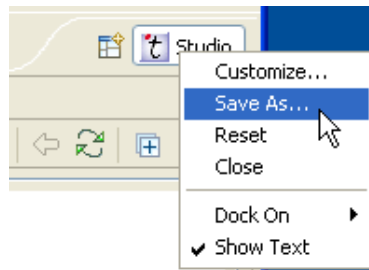 Studio
Customize...
Save As...
Reset
Close
Dock On
Show Text